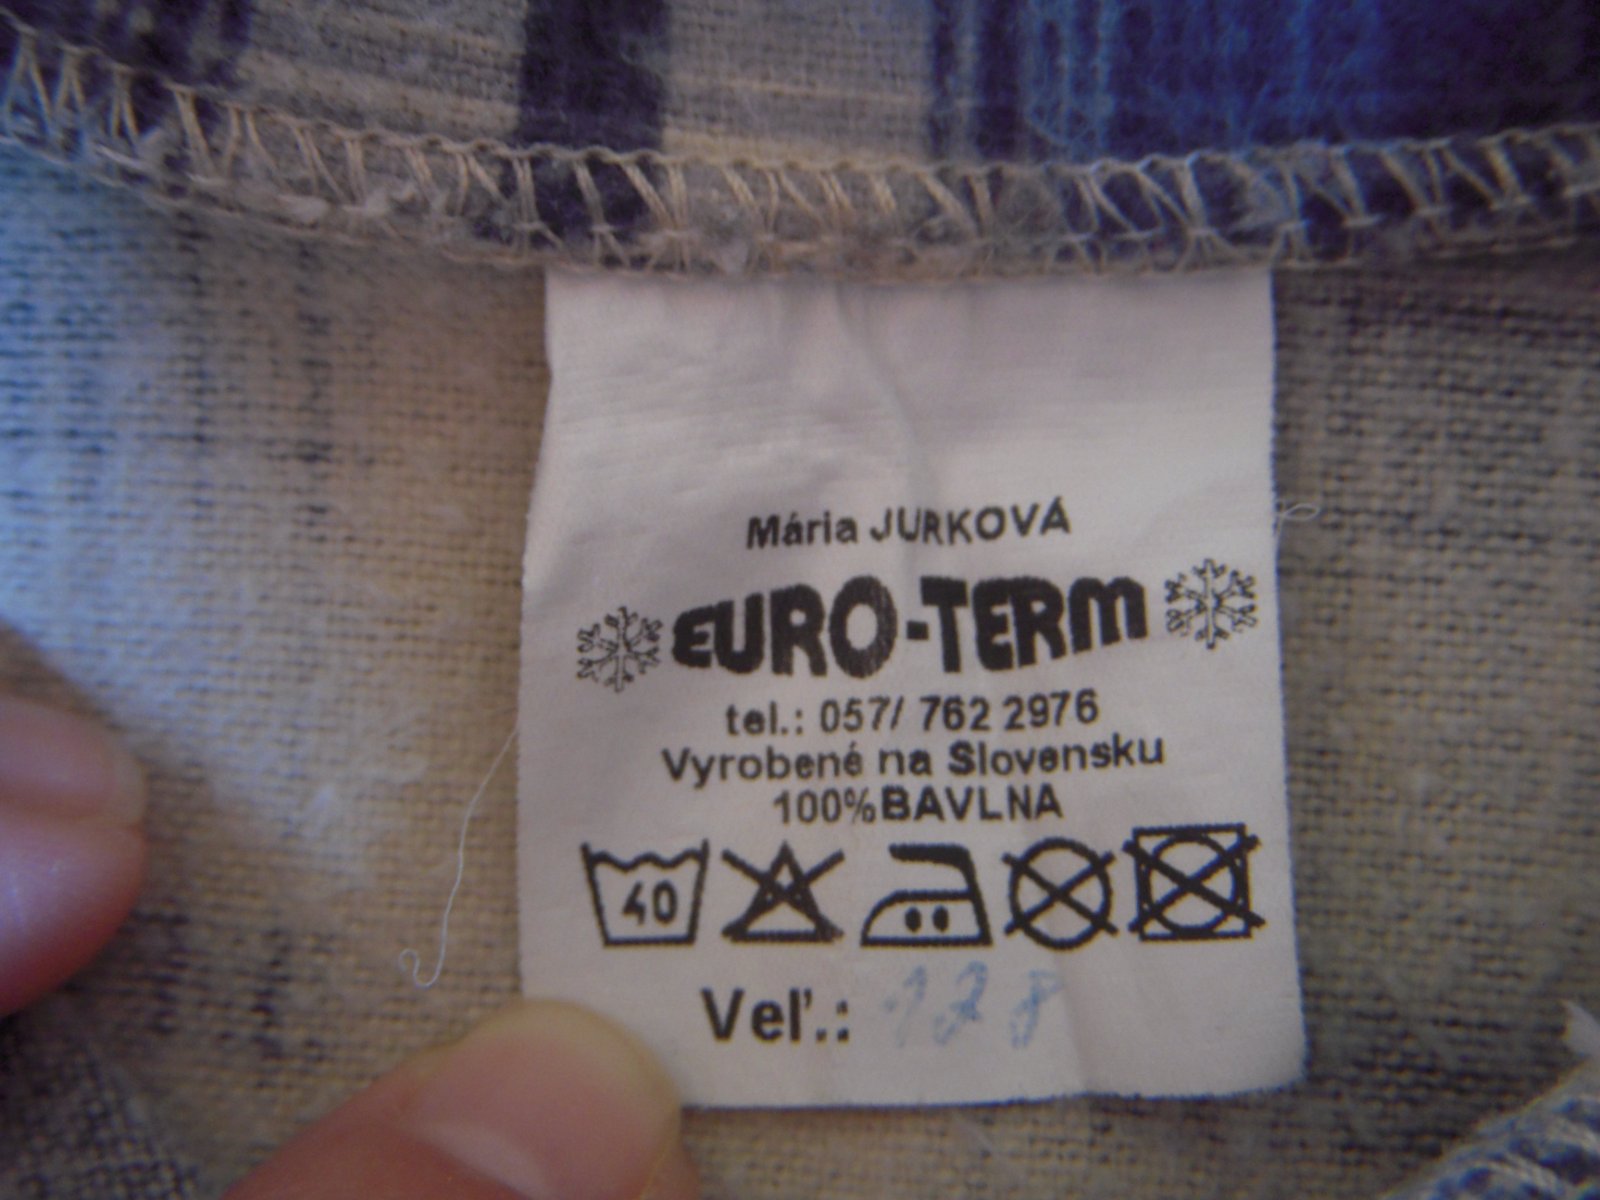 Mária JURKOVÁ
EURO-TERM
tel.: 057/ 762 2976
Vyrobené na Slovensku
100%BAVLNA
40
Veľ.: 128